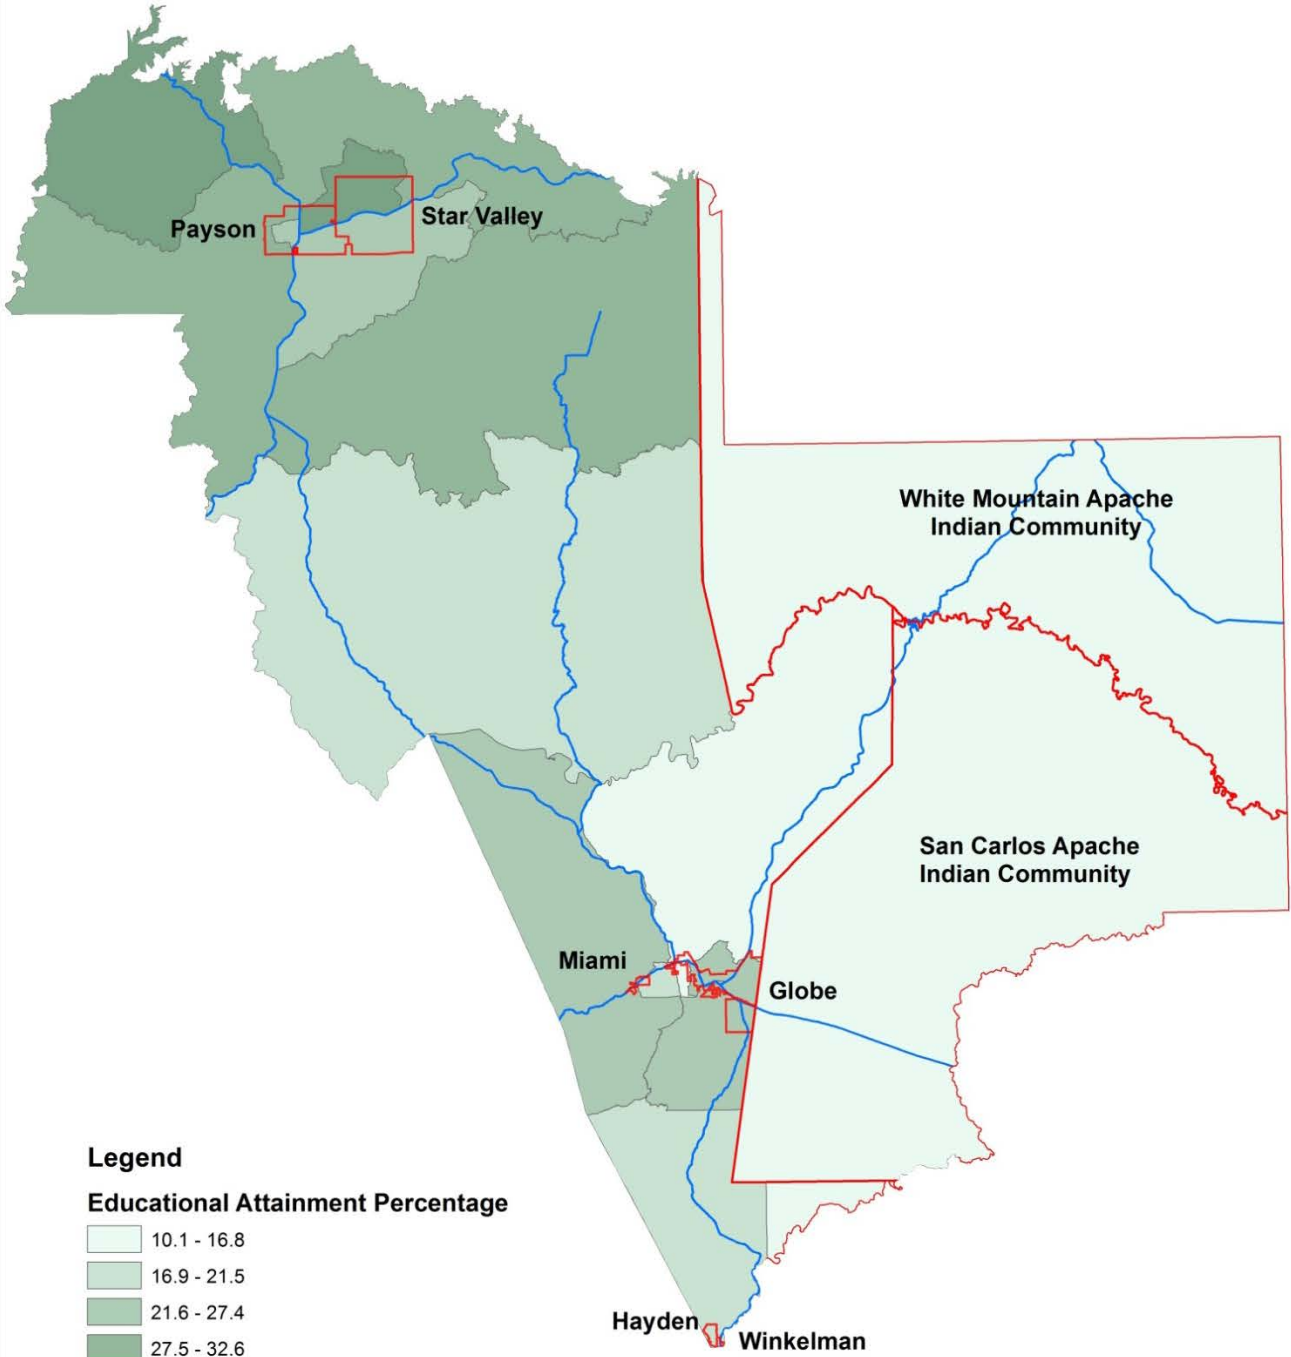 Payson
Star Valley
White Mountain Apache
Indian Community
San Carlos Apache
Indian Community
Miami
Globe
Legend
Educational Attainment Percentage
10.1 - 16.8
16.9 - 21.5
21.6 - 27.4
27.5 - 32.6
Hayden
Winkelman